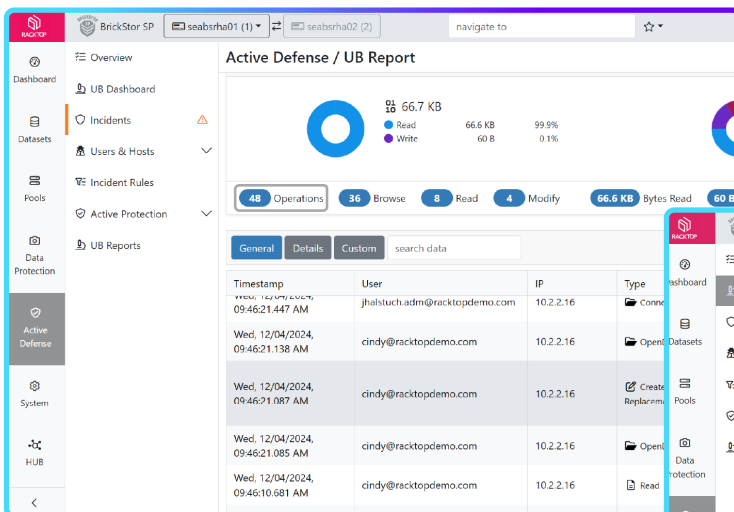 RACKTOP
BrickStor SP
seabsrha01 (1)
seabsrha02 (2)
navigate to
Dashboard
Datasets
Pools
Data
Protection
Active
Defense
System
HUB
Overview
UB Dashboard
Incidents
Users & Hosts
Incident Rules
Active Protection
UB Reports
Active Defense / UB Report
01
10
66.7 KB
Read 66.6 KB 99.9%
Write 60 B 0.1%
48 Operations 36 Browse 8 Read 4 Modify 66.6 KB Bytes Read 60 B
General Details Custom search data
Timestamp User IP Type
Wed, 12/04/2024,
09:46:21.447 AM jhalstuch.adm@racktopdemo.com 10.2.2.16 Conne
Wed, 12/04/2024,
09:46:21.138 AM cindy@racktopdemo.com 10.2.2.16 OpenD
Wed, 12/04/2024,
09:46:21.087 AM cindy@racktopdemo.com 10.2.2.16 Create
Replacem
Wed, 12/04/2024,
09:46:21.085 AM cindy@racktopdemo.com 10.2.2.16 Open
Wed, 12/04/2024,
09:46:10.681 AM cindy@racktopdemo.com 10.2.2.16 Read
RACKTOP
ashboard
Datasets
Pools
Data
rotection